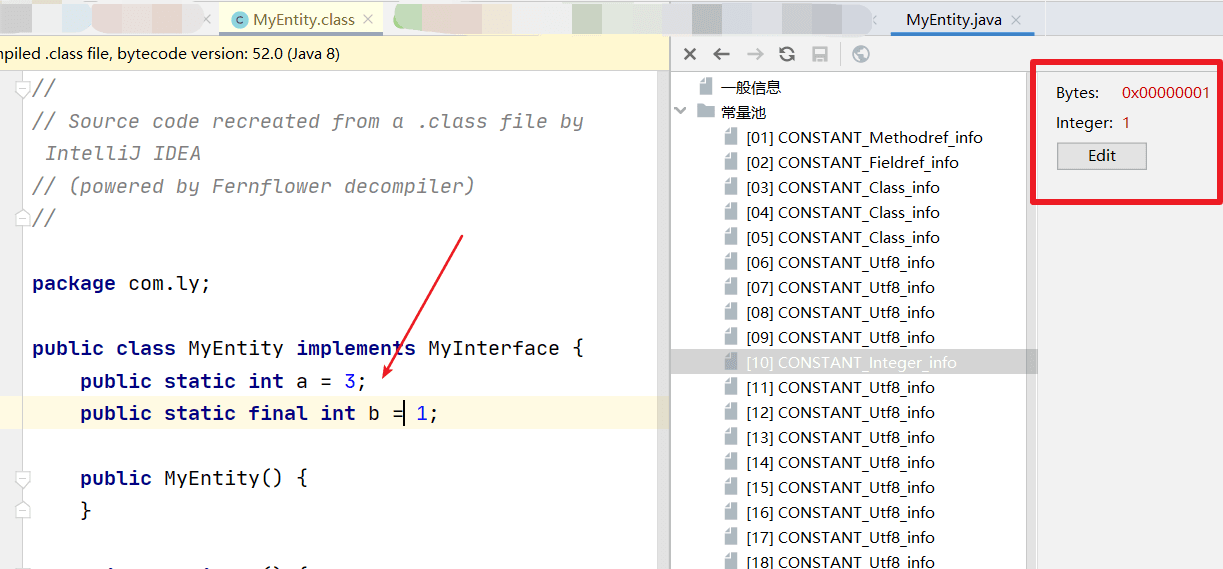 MyEntity.class
MyEntity.java
mpiled .class file, bytecode version: 52.0 (Java 8)
//
// Source code recreated from a .class file by
IntelliJ IDEA
// (powered by Fernflower decompiler)
//
package com.ly;
public class MyEntity implements MyInterface {
public static int a = 3;
public static final int b = 1;
public MyEntity() {
}
一般信息
常量池
[01] CONSTANT_Methodref_info
[02] CONSTANT_Fieldref_info
[03] CONSTANT_Class_info
[04] CONSTANT_Class_info
[05] CONSTANT_Class_info
[06] CONSTANT_Utf8_info
[07] CONSTANT_Utf8_info
[08] CONSTANT_Utf8_info
[09] CONSTANT_Utf8_info
[10] CONSTANT_Integer_info
[11] CONSTANT_Utf8_info
[12] CONSTANT_Utf8_info
[13] CONSTANT_Utf8_info
[14] CONSTANT_Utf8_info
[15] CONSTANT_Utf8_info
[16] CONSTANT_Utf8_info
[17] CONSTANT_Utf8_info
[18] CONSTANT_Utf8_info
Bytes: 0x00000001
Integer: 1
Edit